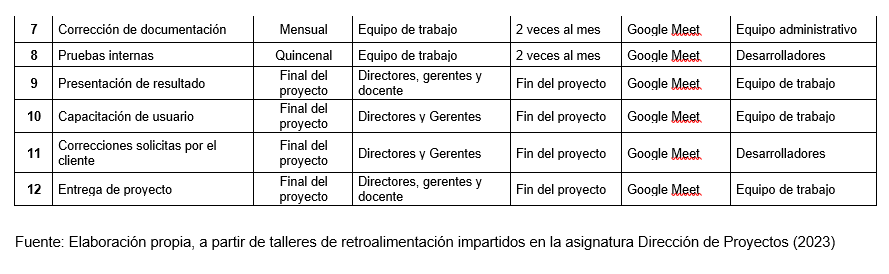 7 Corrección de documentación Mensual Equipo de trabajo 2 veces al mes Google Meet Equipo administrativo
8 Pruebas internas Quincenal Equipo de trabajo 2 veces al mes Google Meet Desarrolladores
9 Presentación de resultado Final del proyecto Directores, gerentes y docente Fin del proyecto Google Meet Equipo de trabajo
10 Capacitación de usuario Final del proyecto Directores y Gerentes Fin del proyecto Google Meet Equipo de trabajo
11 Correcciones solicitas por el cliente Final del proyecto Directores y Gerentes Fin del proyecto Google Meet Desarrolladores
12 Entrega de proyecto Final del proyecto Directores, gerentes y docente Fin del proyecto Google Meet Equipo de trabajo
Fuente: Elaboración propia, a partir de talleres de retroalimentación impartidos en la asignatura Dirección de Proyectos (2023)